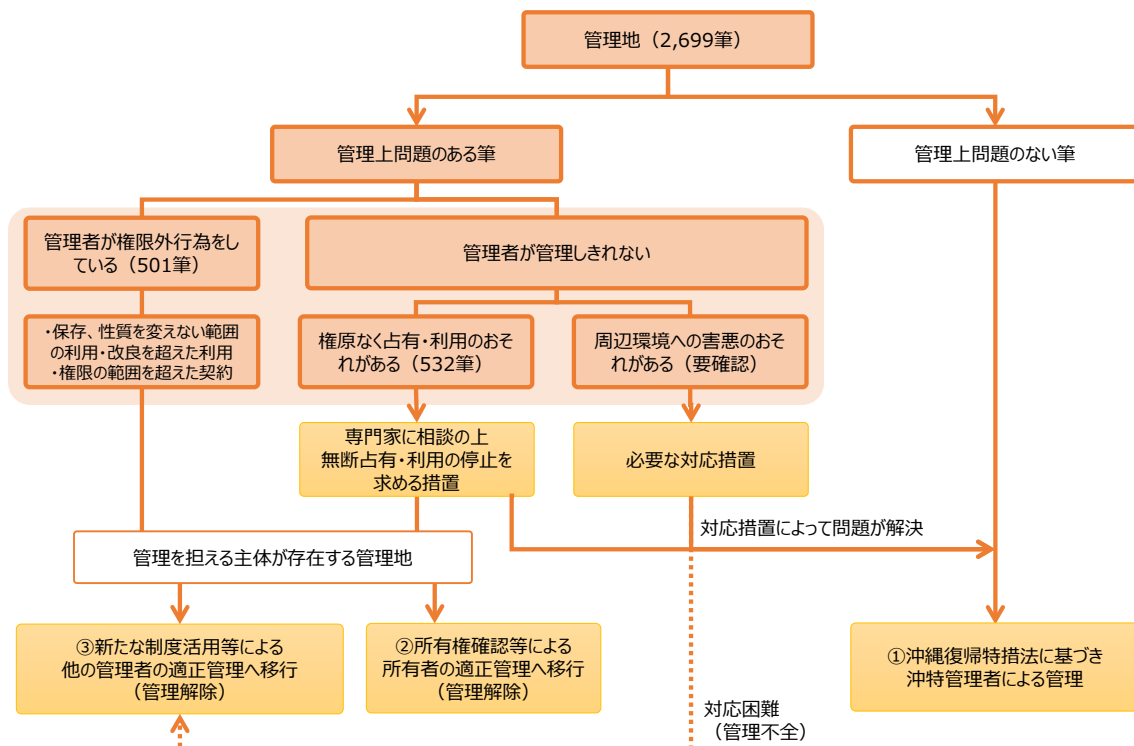 管理地（2,699筆）
管理上問題のある筆
管理上問題のない筆
管理者が権限外行為をし
ている（501筆）
管理者が管理しきれない
・保存、性質を変えない範囲
の利用・改良を超えた利用
・権限の範囲を超えた契約
権原なく占有・利用のおそ
れがある（532筆）
周辺環境への害悪のおそ
れがある（要確認）
専門家に相談の上
無断占有・利用の停止を
求める措置
必要な対応措置
対応措置によって問題が解決
管理を担える主体が存在する管理地
③新たな制度活用等による
他の管理者の適正管理へ移行
（管理解除）
②所有権確認等による
所有者の適正管理へ移行
（管理解除）
①沖縄復帰特措法に基づき
沖特管理者による管理
対応困難
（管理不全）